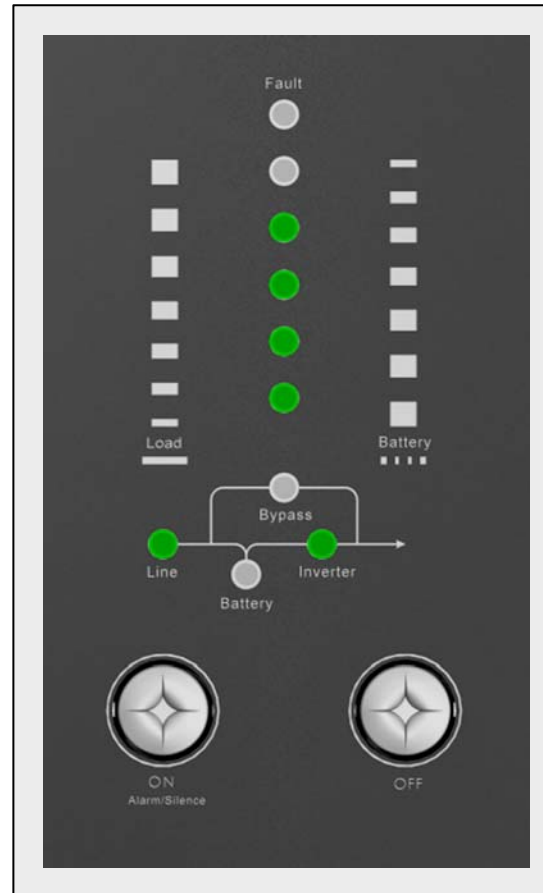 Fault
Load
Battery
Bypass
Line
Inverter
Battery
ON
OFF
Alarm/Silence